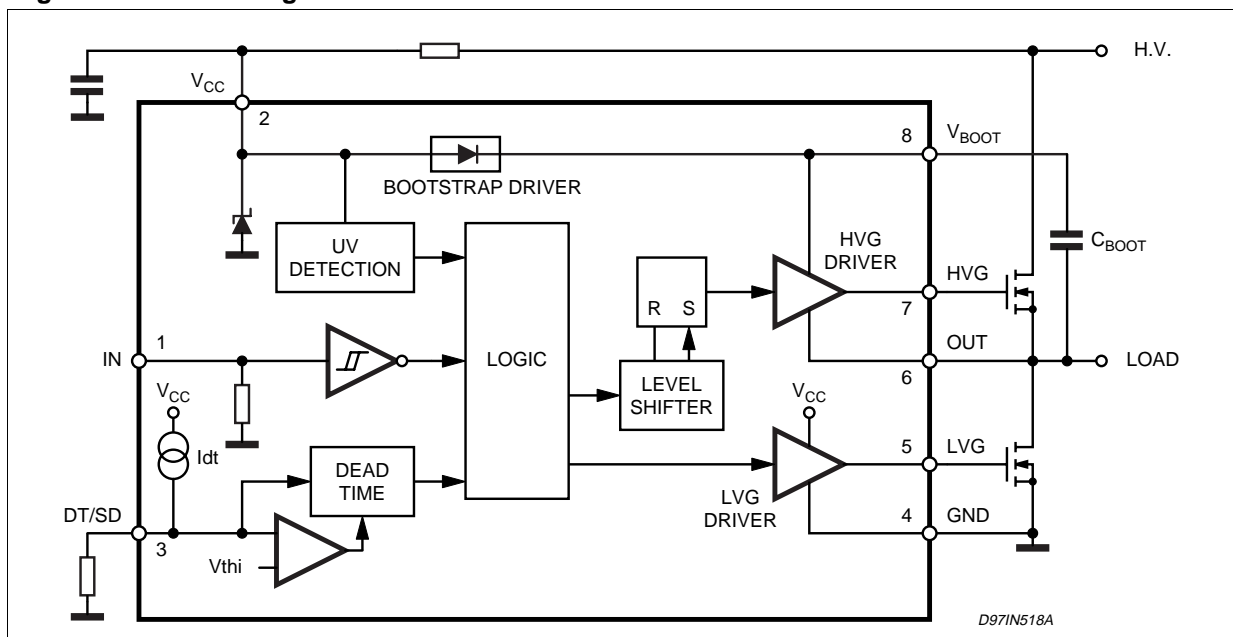 H.V.
VCC
2
8
VBOOT
BOOTSTRAP DRIVER
UV
DETECTION
HVG
DRIVER
CBOOT
HVG
7
R S
IN
1
LOGIC
OUT
6
LOAD
LEVEL
SHIFTER
VCC
VCC
Idt
5
LVG
DEAD
TIME
LVG
DRIVER
4
GND
DT/SD
3
Vthi
D97IN518A